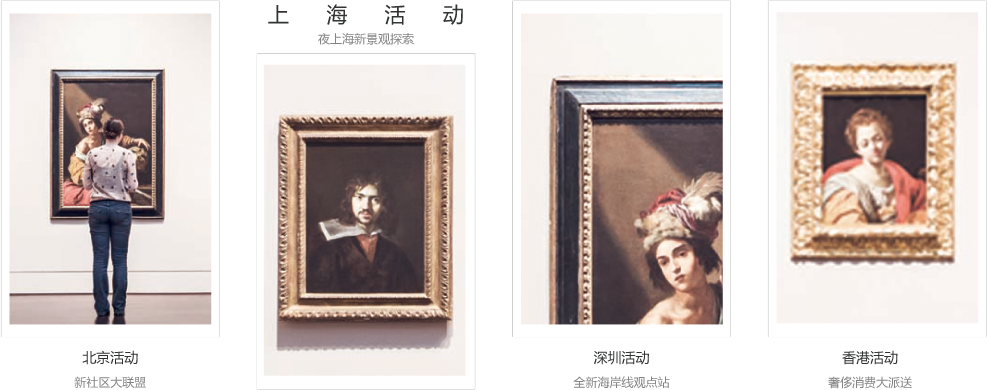 上海活动
夜上海新景观探索
北京活动
新社区大联盟
深圳活动
全新海岸线观点站
香港活动
奢侈消费大派送